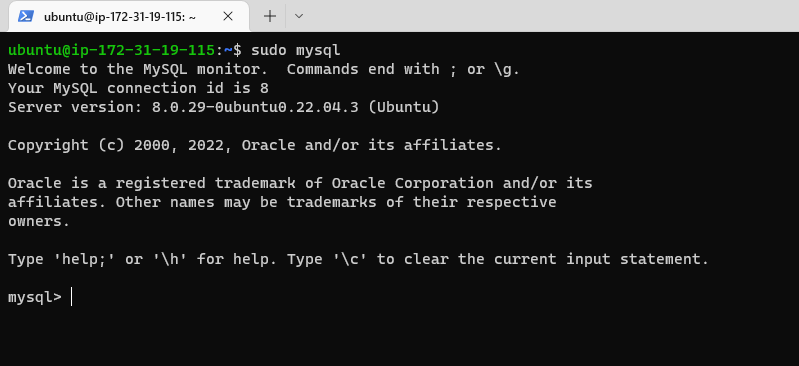 ubuntu@ip-172-31-19-115: ~
ubuntu@ip-172-31-19-115:~$ sudo mysql
Welcome to the MySQL monitor.  Commands end with ; or \g.
Your MySQL connection id is 8
Server version: 8.0.29-0ubuntu0.22.04.3 (Ubuntu)
Copyright (c) 2000, 2022, Oracle and/or its affiliates.
Oracle is a registered trademark of Oracle Corporation and/or its
affiliates. Other names may be trademarks of their respective
owners.
Type 'help;' or '\h' for help. Type '\c' to clear the current input statement.
mysql>